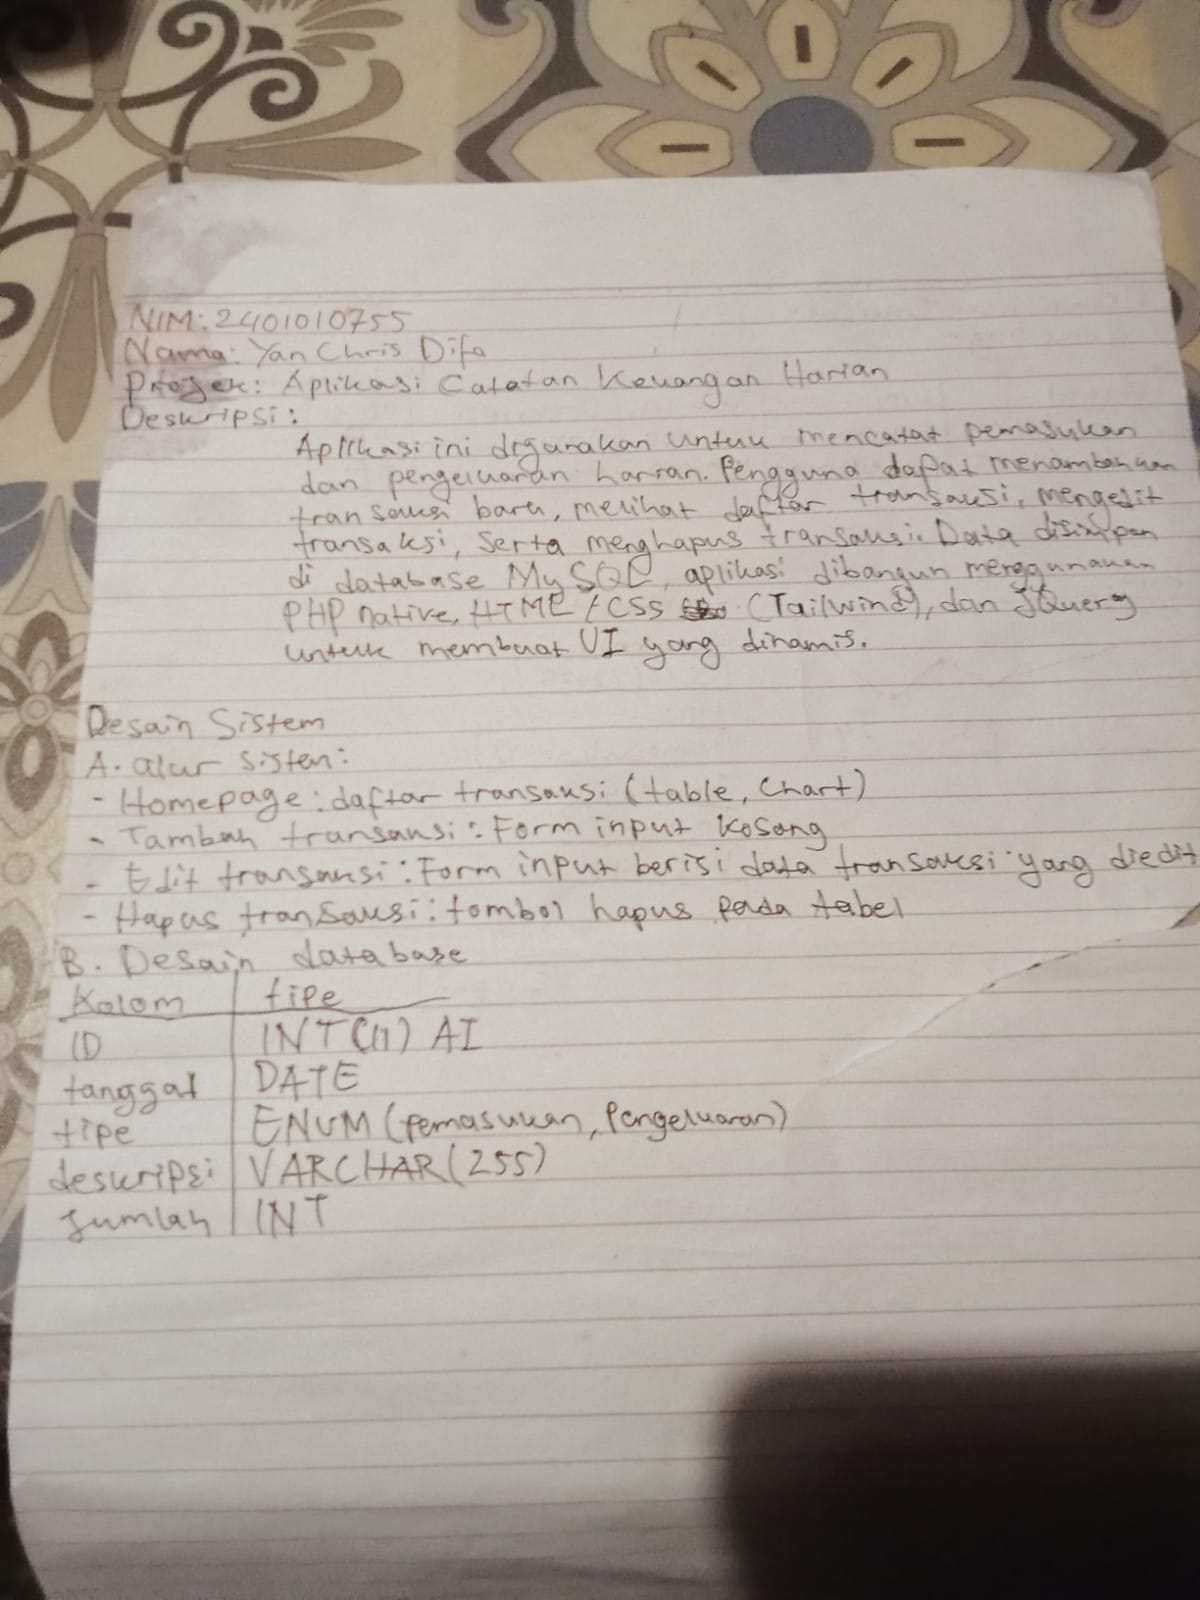 NIM: 2401010755
Nama: Yan Chris Difa
Projek: Aplikasi Catatan Keuangan Harian
Deskripsi:
Aplikasi ini digunakan untuk mencatat pemasukan
dan pengeluaran harian. Pengguna dapat menambahkan
transaksi baru, melihat daftar transaksi, mengedit
transaksi, serta menghapus transaksi. Data disimpan
di database MySQL, aplikasi dibangun menggunakan
PHP native, HTML/CSS (Tailwind), dan JQuery
untuk membuat UI yang dinamis.
Desain Sistem
A. alur sistem:
- Homepage: daftar transaksi (table, Chart)
- Tambah transaksi: Form input kosong
- Edit transaksi: Form input berisi data transaksi yang diedit
- Hapus transaksi: tombol hapus pada tabel
B. Desain database
Kolom | tipe
ID | INT(11) AI
tanggal | DATE
tipe | ENUM (Pemasukan, Pengeluaran)
deskripsi | VARCHAR(255)
jumlah | INT